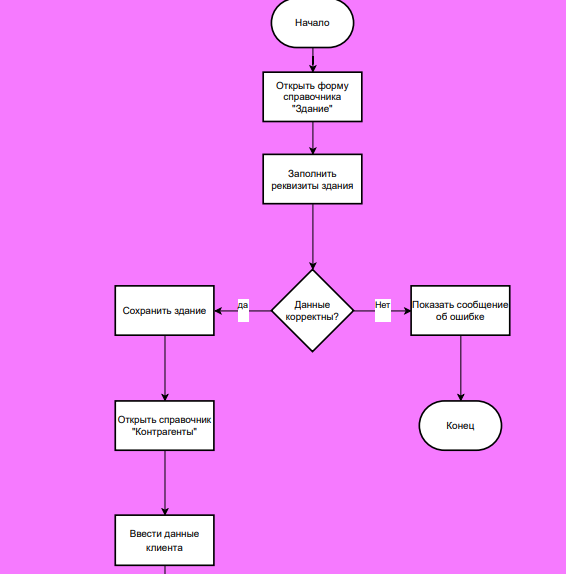 Начало
Открыть форму
справочника
"Здание"
Заполнить
реквизиты здания
Данные
корректны?
да
Нет
Сохранить здание
Показать сообщение
об ошибке
Открыть справочник
"Контрагенты"
Конец
Ввести данные
клиента